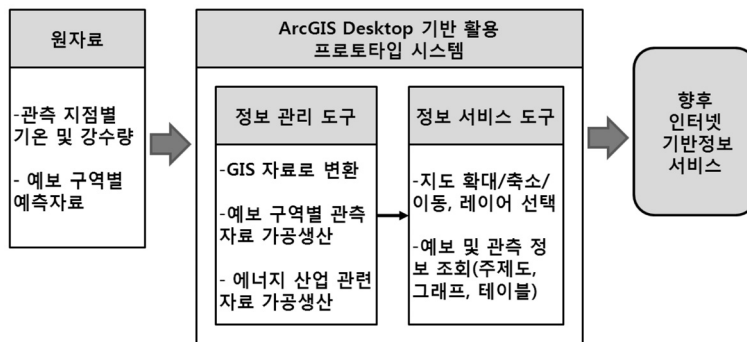 원자료
-관측 지점별
기온 및 강수량
- 예보 구역별
예측자료
ArcGIS Desktop 기반 활용
프로토타입 시스템
정보 관리 도구
-GIS 자료로 변환
-예보 구역별 관측
자료 가공생산
- 에너지 산업 관련
자료 가공생산
정보 서비스 도구
-지도 확대/축소/
이동, 레이어 선택
-예보 및 관측 정
보 조회(주제도,
그래프, 테이블)
향후
인터넷
기반정보
서비스